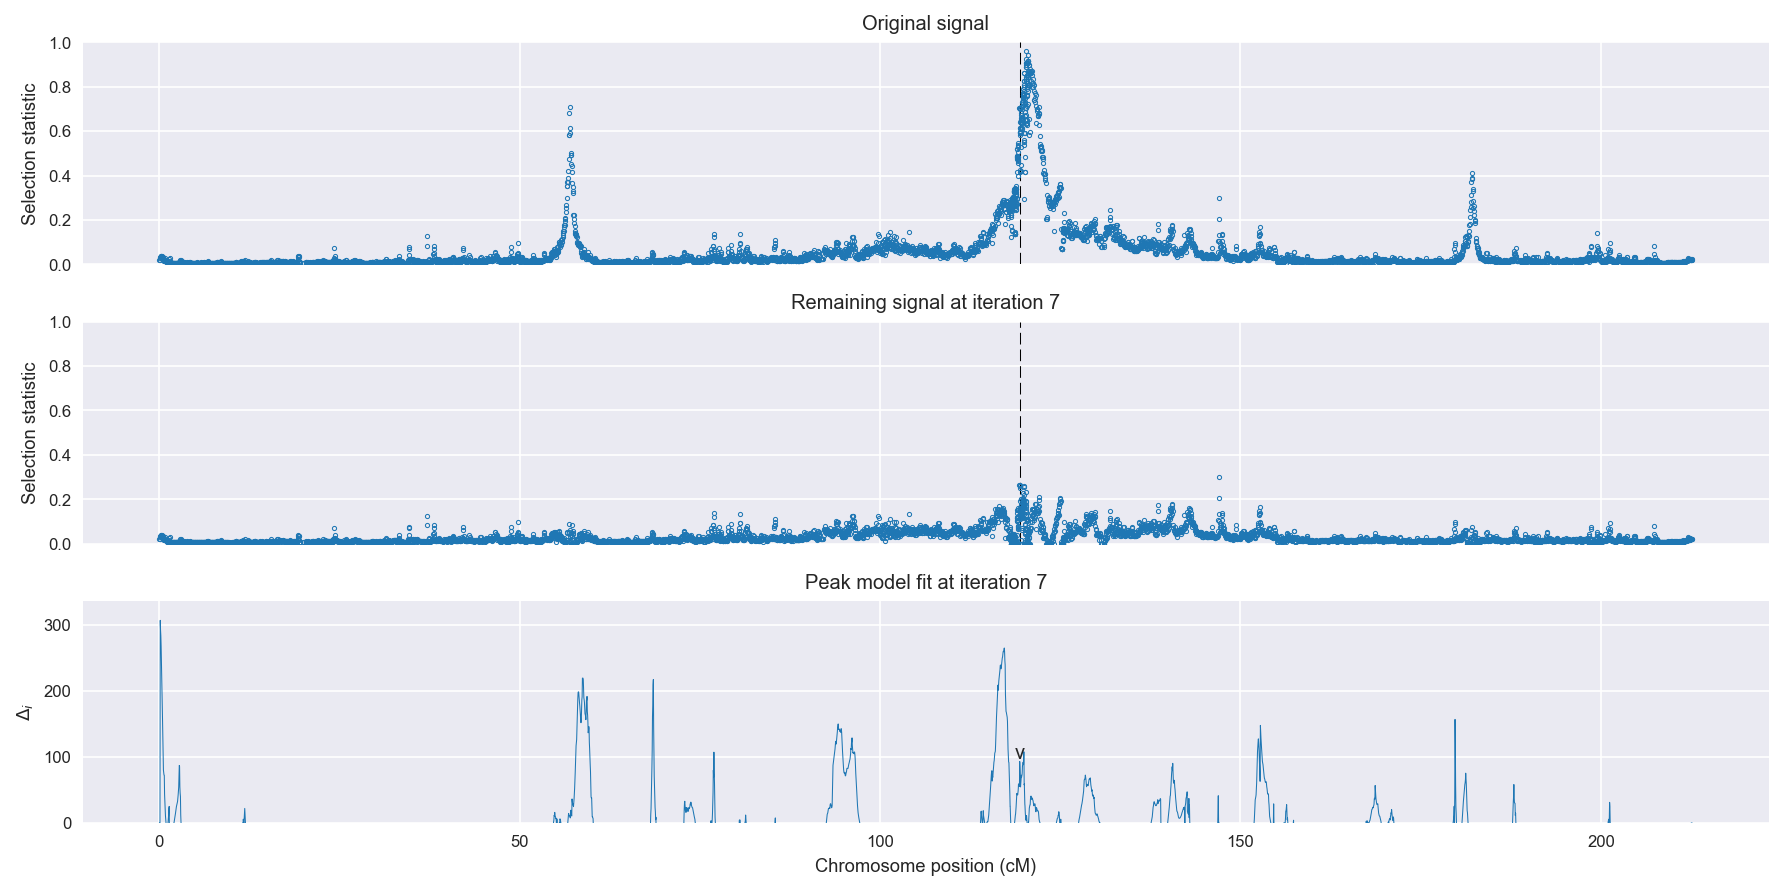 Original signal
Selection statistic
1.0
0.8
0.6
0.4
0.2
0.0
Remaining signal at iteration 7
Selection statistic
1.0
0.8
0.6
0.4
0.2
0.0
Peak model fit at iteration 7
Δi
300
200
100
0
v
0 50 100 150 200
Chromosome position (cM)